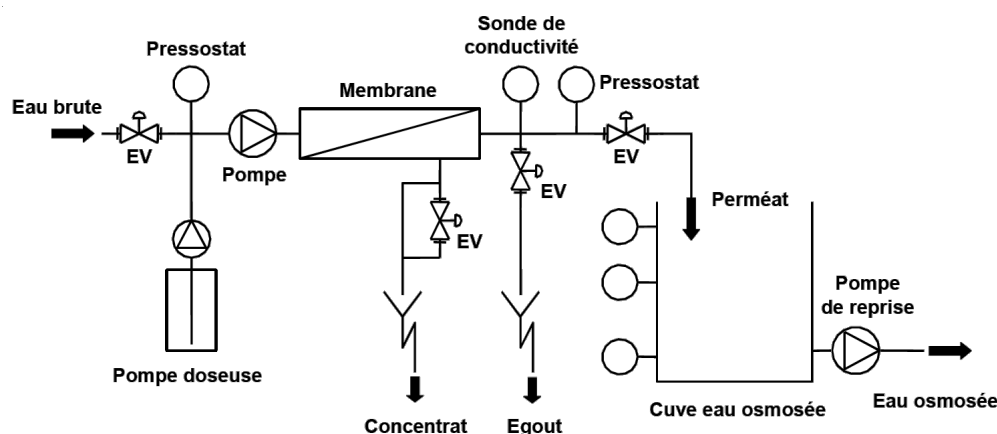 Sonde de
conductivité
Pressostat
Pressostat
Membrane
Eau brute
EV
Pompe
EV
EV
EV
Perméat
Pompe
de reprise
Pompe doseuse
Concentrat
Egout
Cuve eau osmosée
Eau osmosée